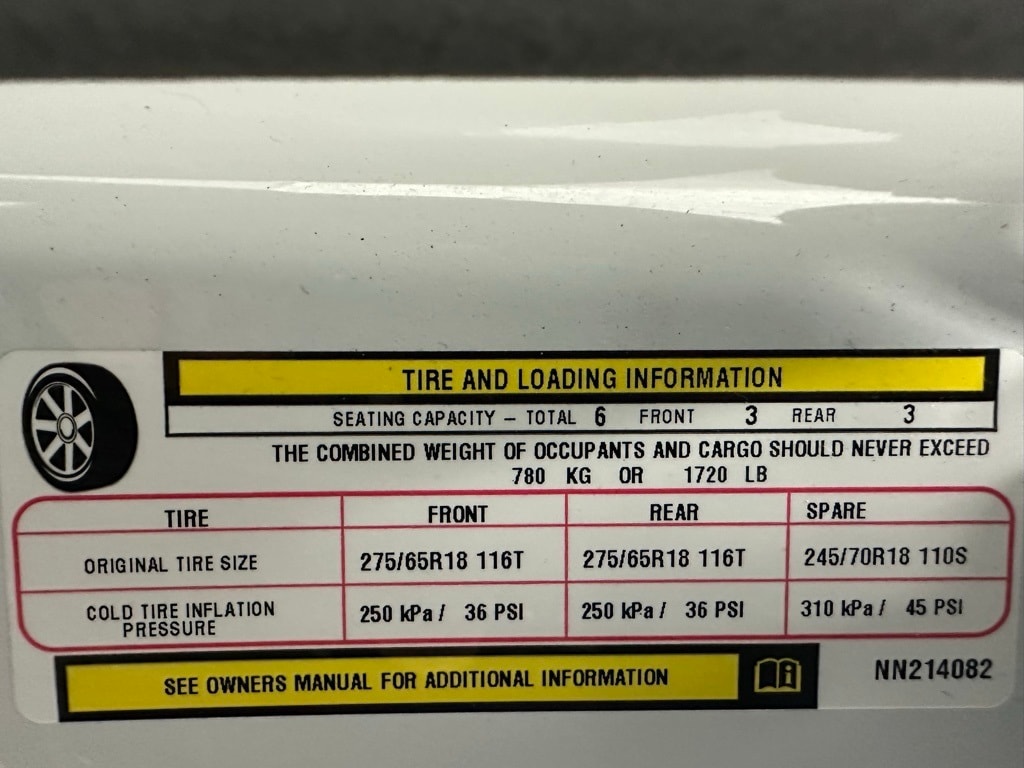 TIRE AND LOADING INFORMATION
SEATING CAPACITY – TOTAL 6 FRONT 3 REAR 3
THE COMBINED WEIGHT OF OCCUPANTS AND CARGO SHOULD NEVER EXCEED
780 KG OR 1720 LB
TIRE FRONT REAR SPARE
ORIGINAL TIRE SIZE 275/65R18 116T 275/65R18 116T 245/70R18 110S
COLD TIRE INFLATION PRESSURE 250 kPa / 36 PSI 250 kPa / 36 PSI 310 kPa / 45 PSI
SEE OWNERS MANUAL FOR ADDITIONAL INFORMATION
NN214082